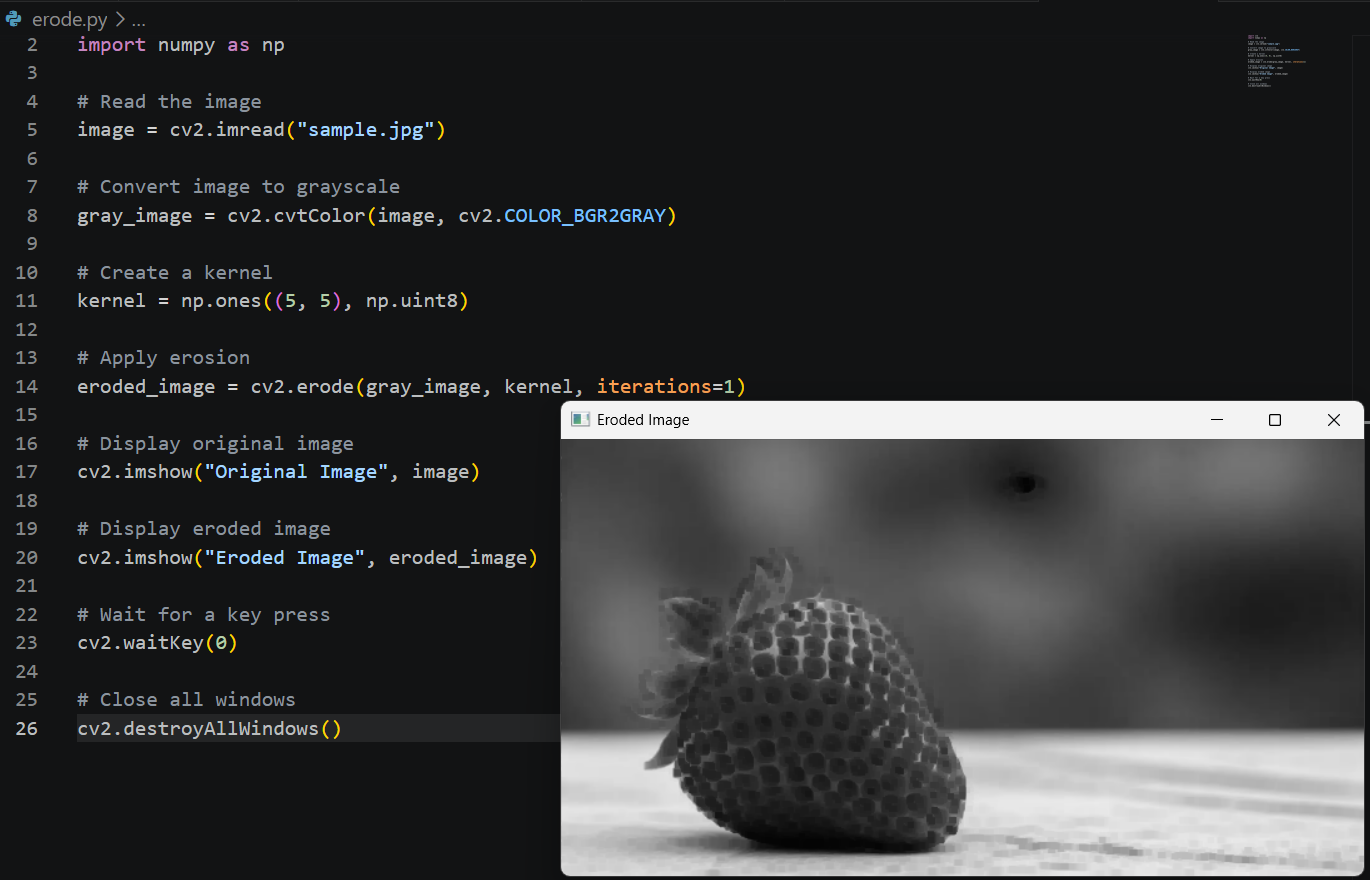 erode.py > ...
2 import numpy as np
3
4 # Read the image
5 image = cv2.imread("sample.jpg")
6
7 # Convert image to grayscale
8 gray_image = cv2.cvtColor(image, cv2.COLOR_BGR2GRAY)
9
10 # Create a kernel
11 kernel = np.ones((5, 5), np.uint8)
12
13 # Apply erosion
14 eroded_image = cv2.erode(gray_image, kernel, iterations=1)
15
16 # Display original image
17 cv2.imshow("Original Image", image)
18
19 # Display eroded image
20 cv2.imshow("Eroded Image", eroded_image)
21
22 # Wait for a key press
23 cv2.waitKey(0)
24
25 # Close all windows
26 cv2.destroyAllWindows()
Eroded Image